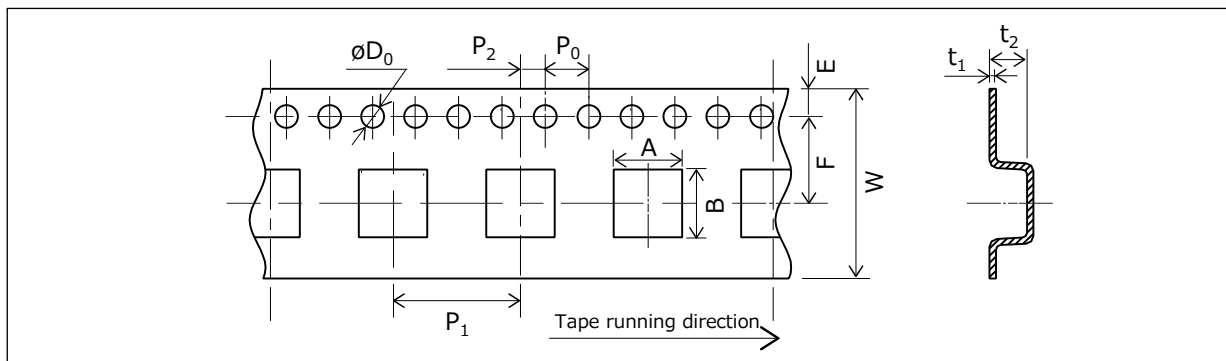 P₂
P₀
øD₀
E
t₂
t₁
A
F
W
B
P₁
Tape running direction